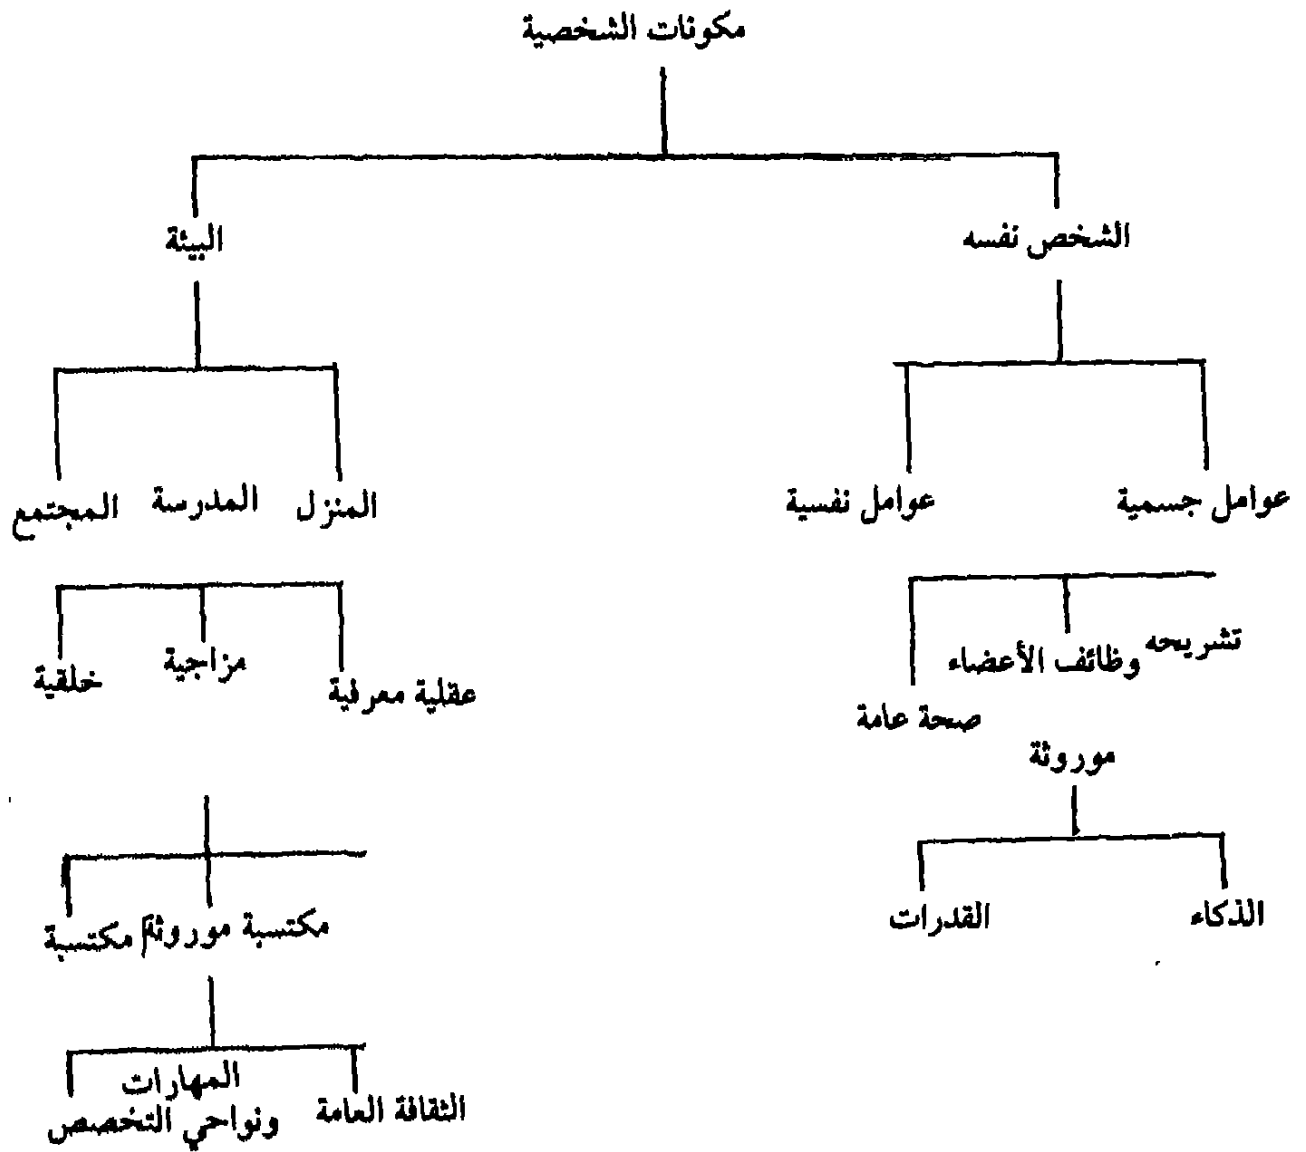 مكونات الشخصية
الشخص نفسه
البيئة
عوامل جسمية
عوامل نفسية
المنزل
المدرسة
المجتمع
تشريحه
وظائف الأعضاء
صحة عامة
عقلية معرفية
مزاجية
خلقية
موروثة
الذكاء
القدرات
مكتسبة
موروثة/مكتسبة
الثقافة العامة
المهارات
ونواحي التخصص